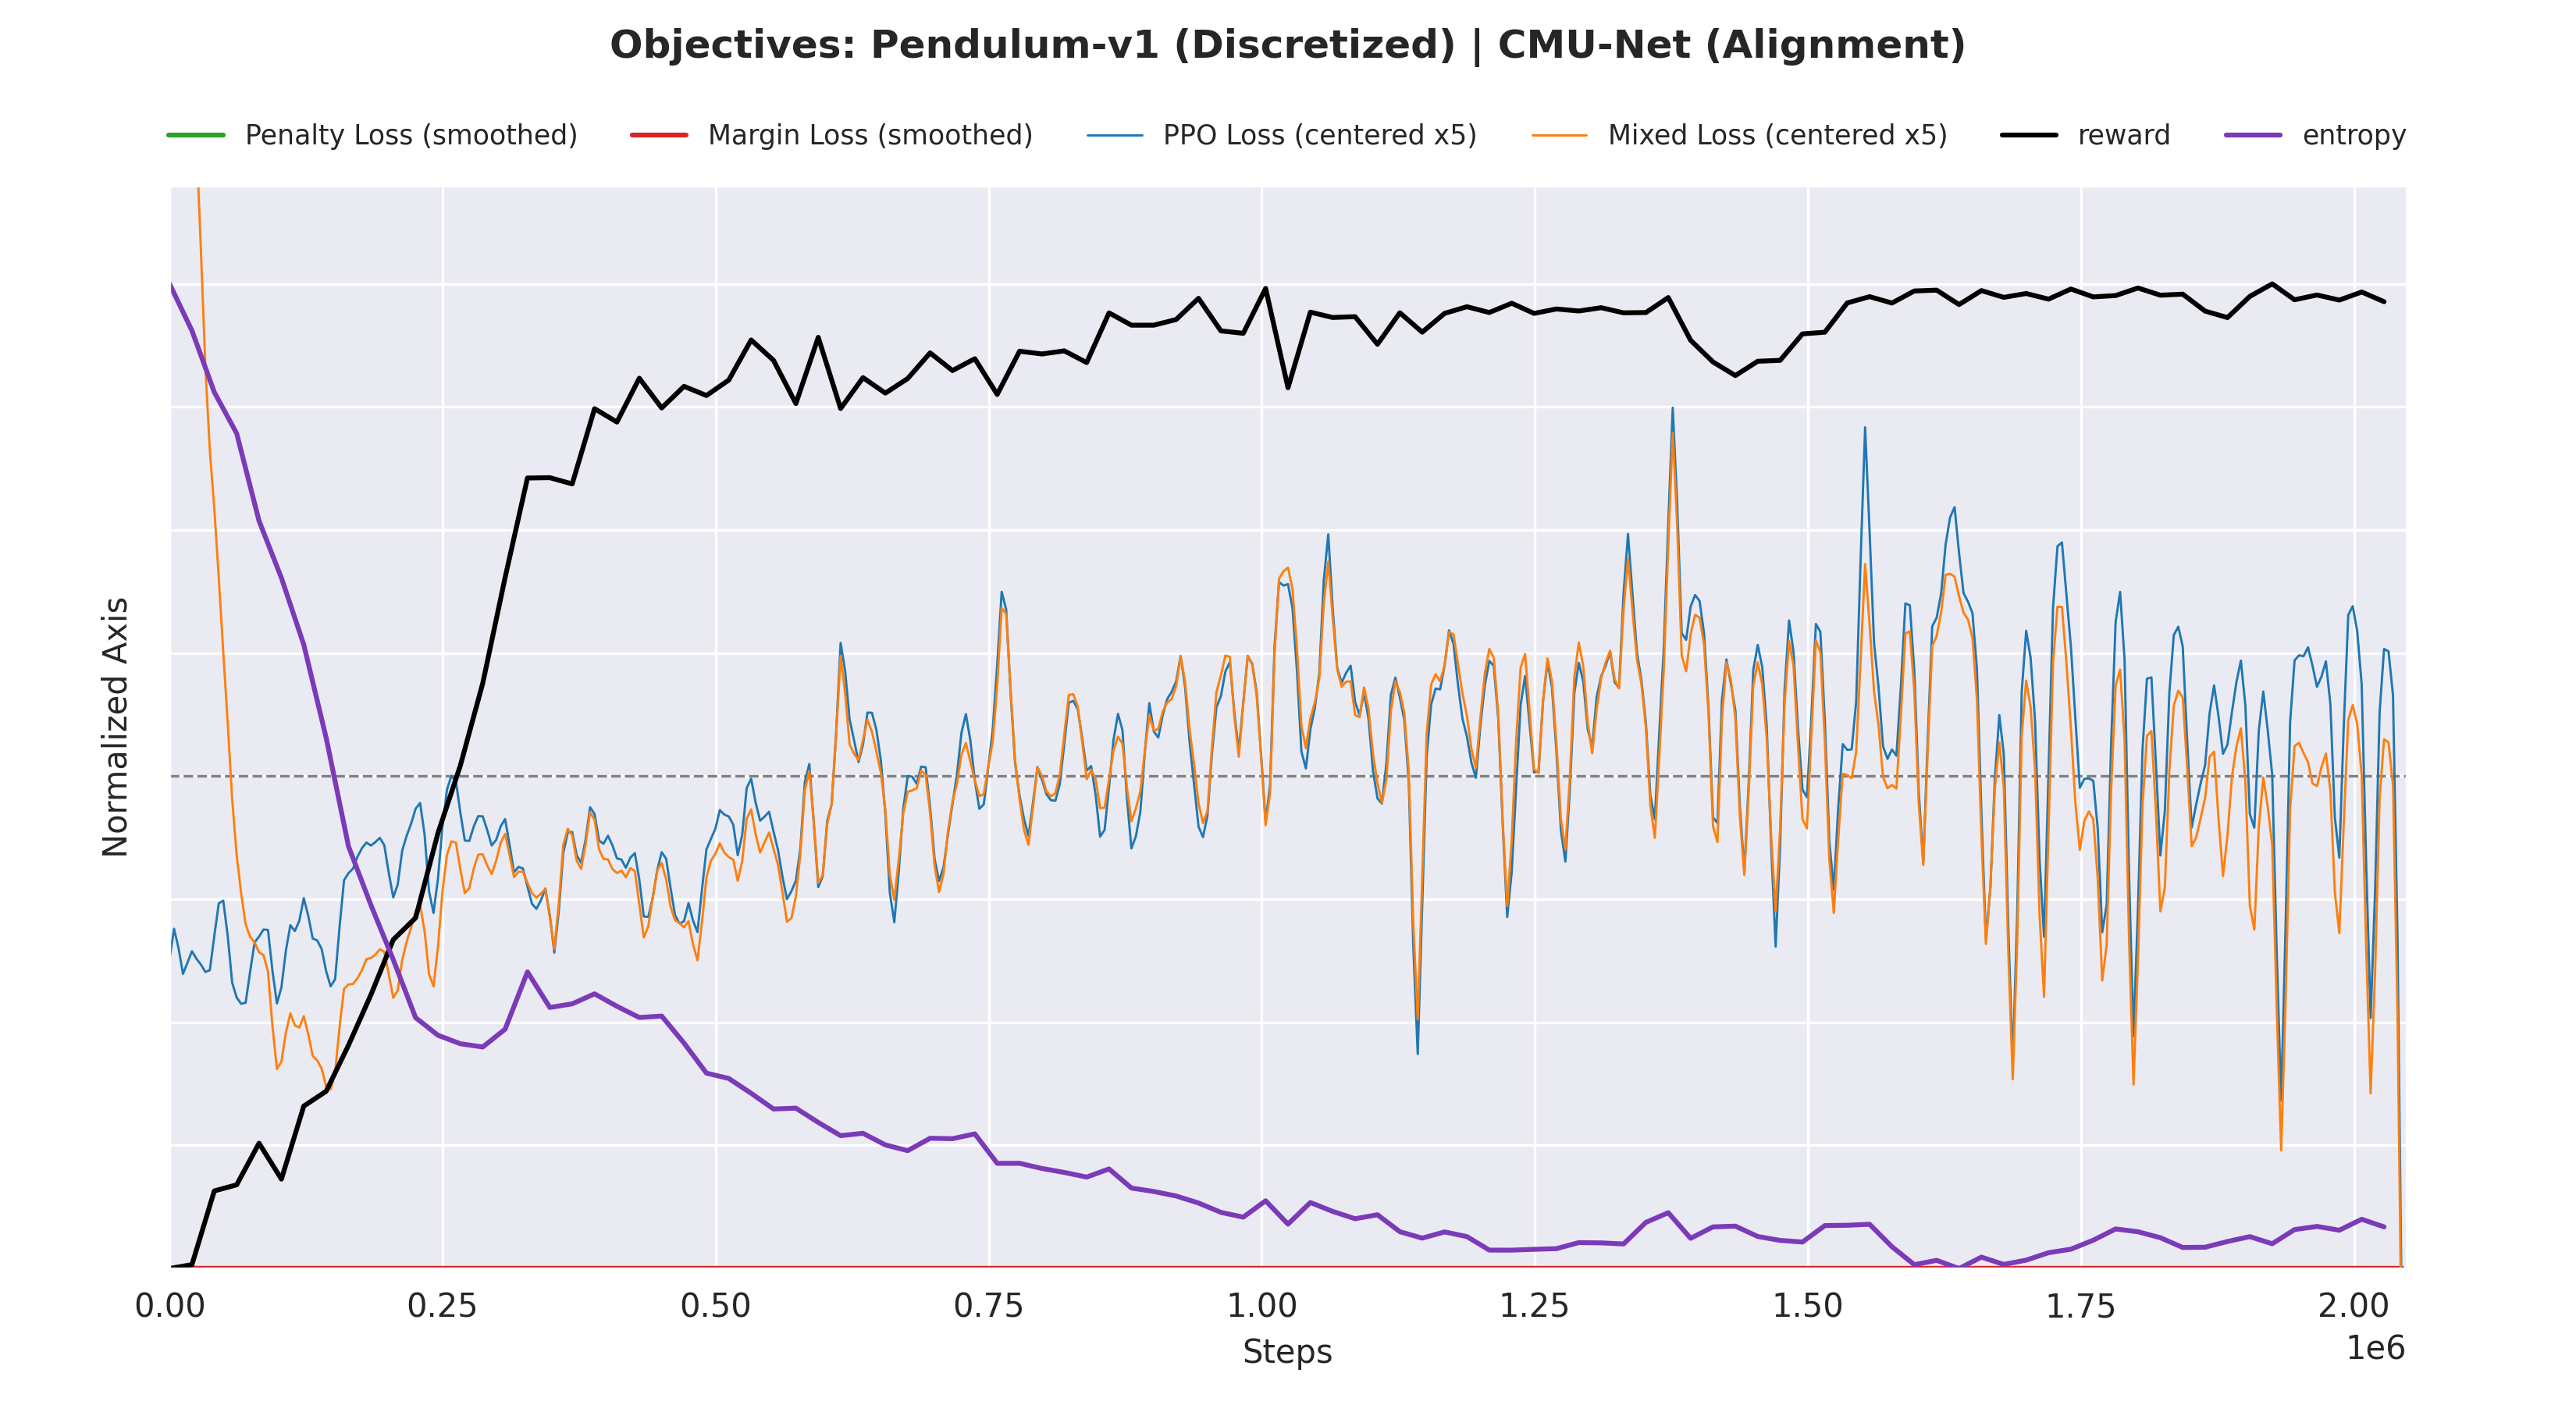 Objectives: Pendulum-v1 (Discretized) | CMU-Net (Alignment)
Penalty Loss (smoothed) Margin Loss (smoothed) PPO Loss (centered x5) Mixed Loss (centered x5) reward entropy
Normalized Axis
0.00 0.25 0.50 0.75 1.00 1.25 1.50 1.75 2.00
Steps
1e6